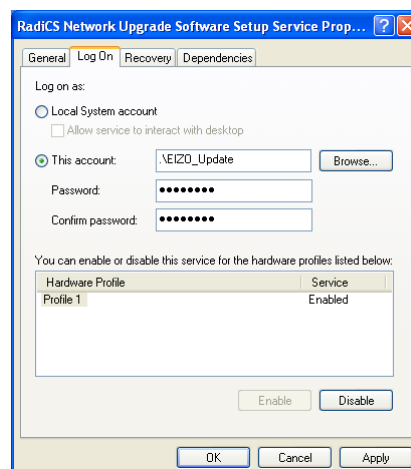 RadiCS Network Upgrade Software Setup Service Prop... ? X
General Log On Recovery Dependencies
Log on as:
Local System account
Allow service to interact with desktop
This account: .\EIZO_Update Browse...
Password: ●●●●●●●●
Confirm password: ●●●●●●●●
You can enable or disable this service for the hardware profiles listed below:
Hardware Profile Service
Profile 1 Enabled
Enable Disable
OK Cancel Apply